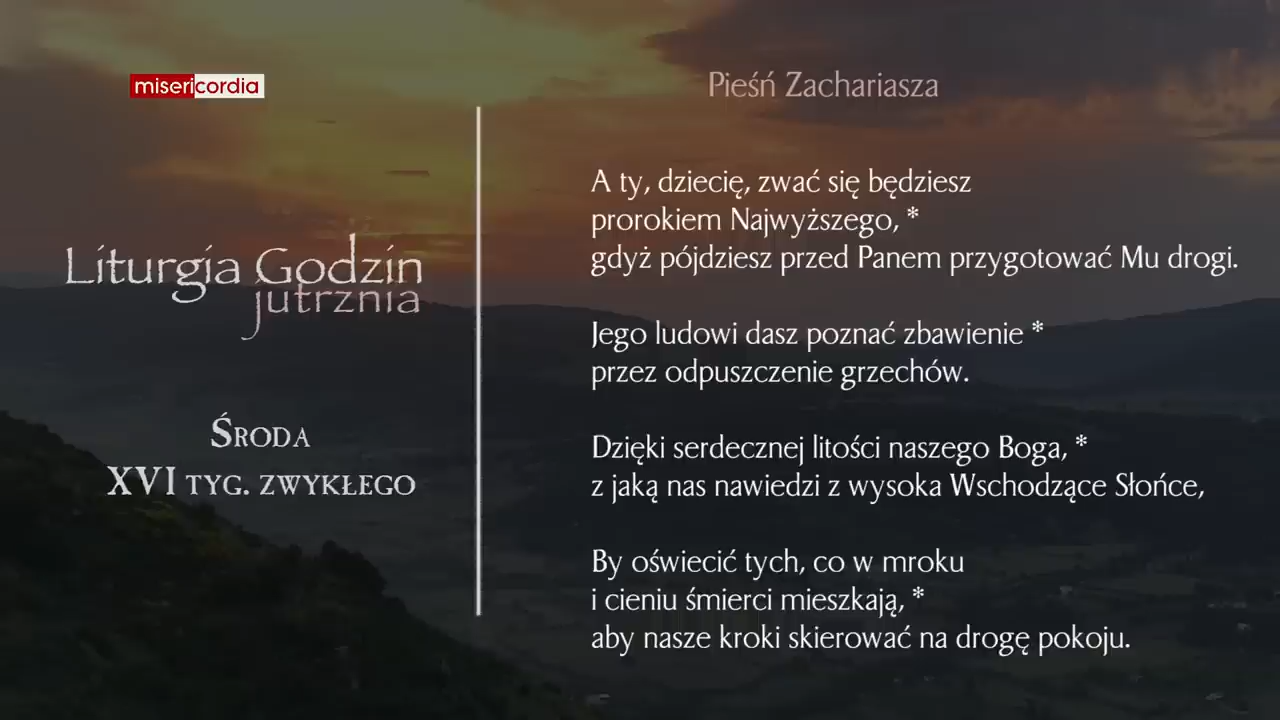 misericordia
Pieśń Zachariasza
Liturgia Godzin
jutrznia
Środa
XVI tyg. zwykłego
A ty, dziecię, zwać się będziesz
prorokiem Najwyższego, *
gdyż pójdziesz przed Panem przygotować Mu drogi.
Jego ludowi dasz poznać zbawienie *
przez odpuszczenie grzechów.
Dzięki serdecznej litości naszego Boga, *
z jaką nas nawiedzi z wysoka Wschodzące Słońce,
By oświecić tych, co w mroku
i cieniu śmierci mieszkają, *
aby nasze kroki skierować na drogę pokoju.